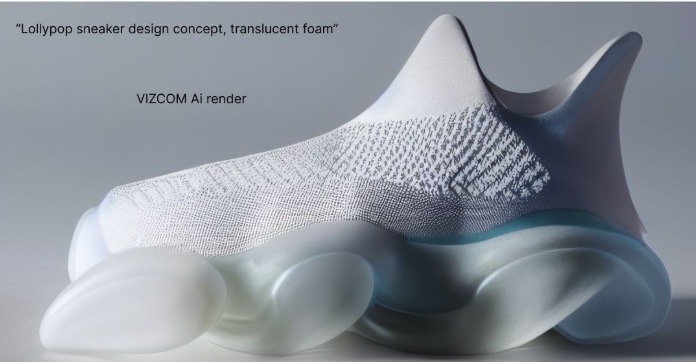 “Lollypop sneaker design concept, translucent foam”
VIZCOM Ai render